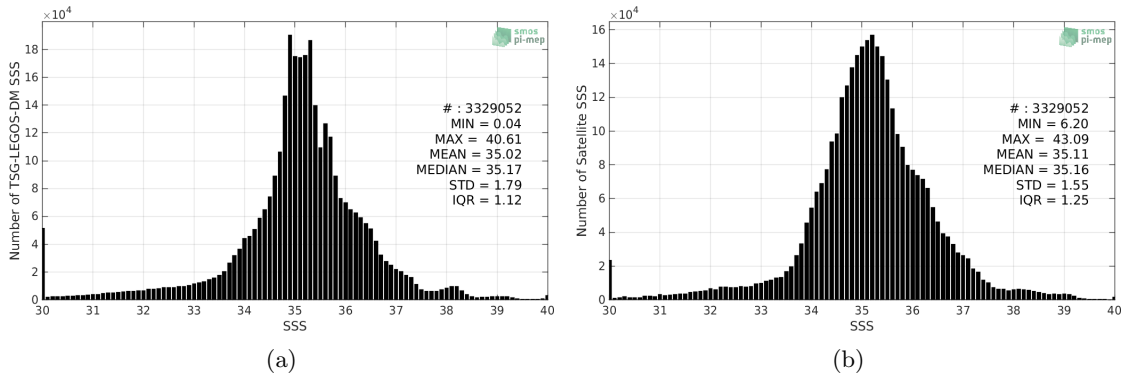 ×10⁴
smos
pi-mep
18
16
14
12
10
8
6
4
2
0
Number of TSG-LEGOS-DM SSS
# : 3329052
MIN = 0.04
MAX = 40.61
MEAN = 35.02
MEDIAN = 35.17
STD = 1.79
IQR = 1.12
30 31 32 33 34 35 36 37 38 39 40
SSS
(a)
×10⁴
smos
pi-mep
16
14
12
10
8
6
4
2
0
Number of Satellite SSS
# : 3329052
MIN = 6.20
MAX = 43.09
MEAN = 35.11
MEDIAN = 35.16
STD = 1.55
IQR = 1.25
30 31 32 33 34 35 36 37 38 39 40
SSS
(b)